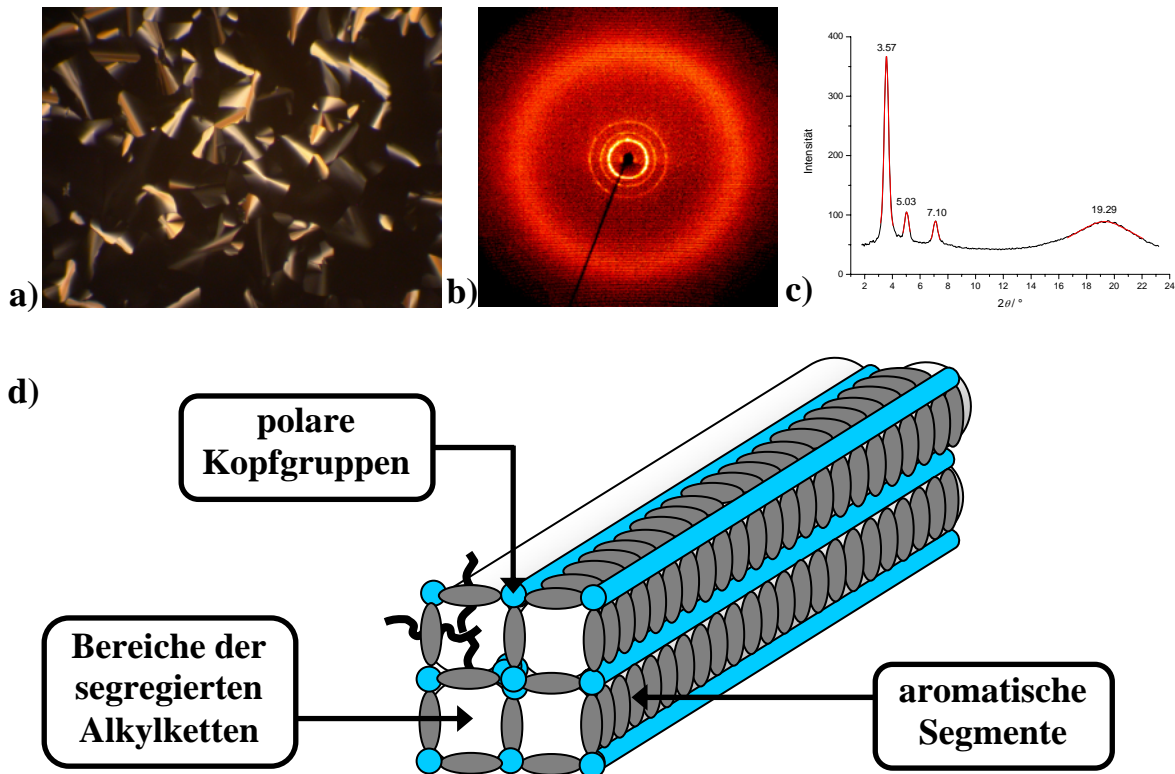 a)
b)
c)
400
300
200
100
0
Intensität
3.57
5.03
7.10
19.29
2 4 6 8 10 12 14 16 18 20 22 24
2θ/ °
d)
polare
Kopfgruppen
Bereiche der
segregierten
Alkylketten
aromatische
Segmente